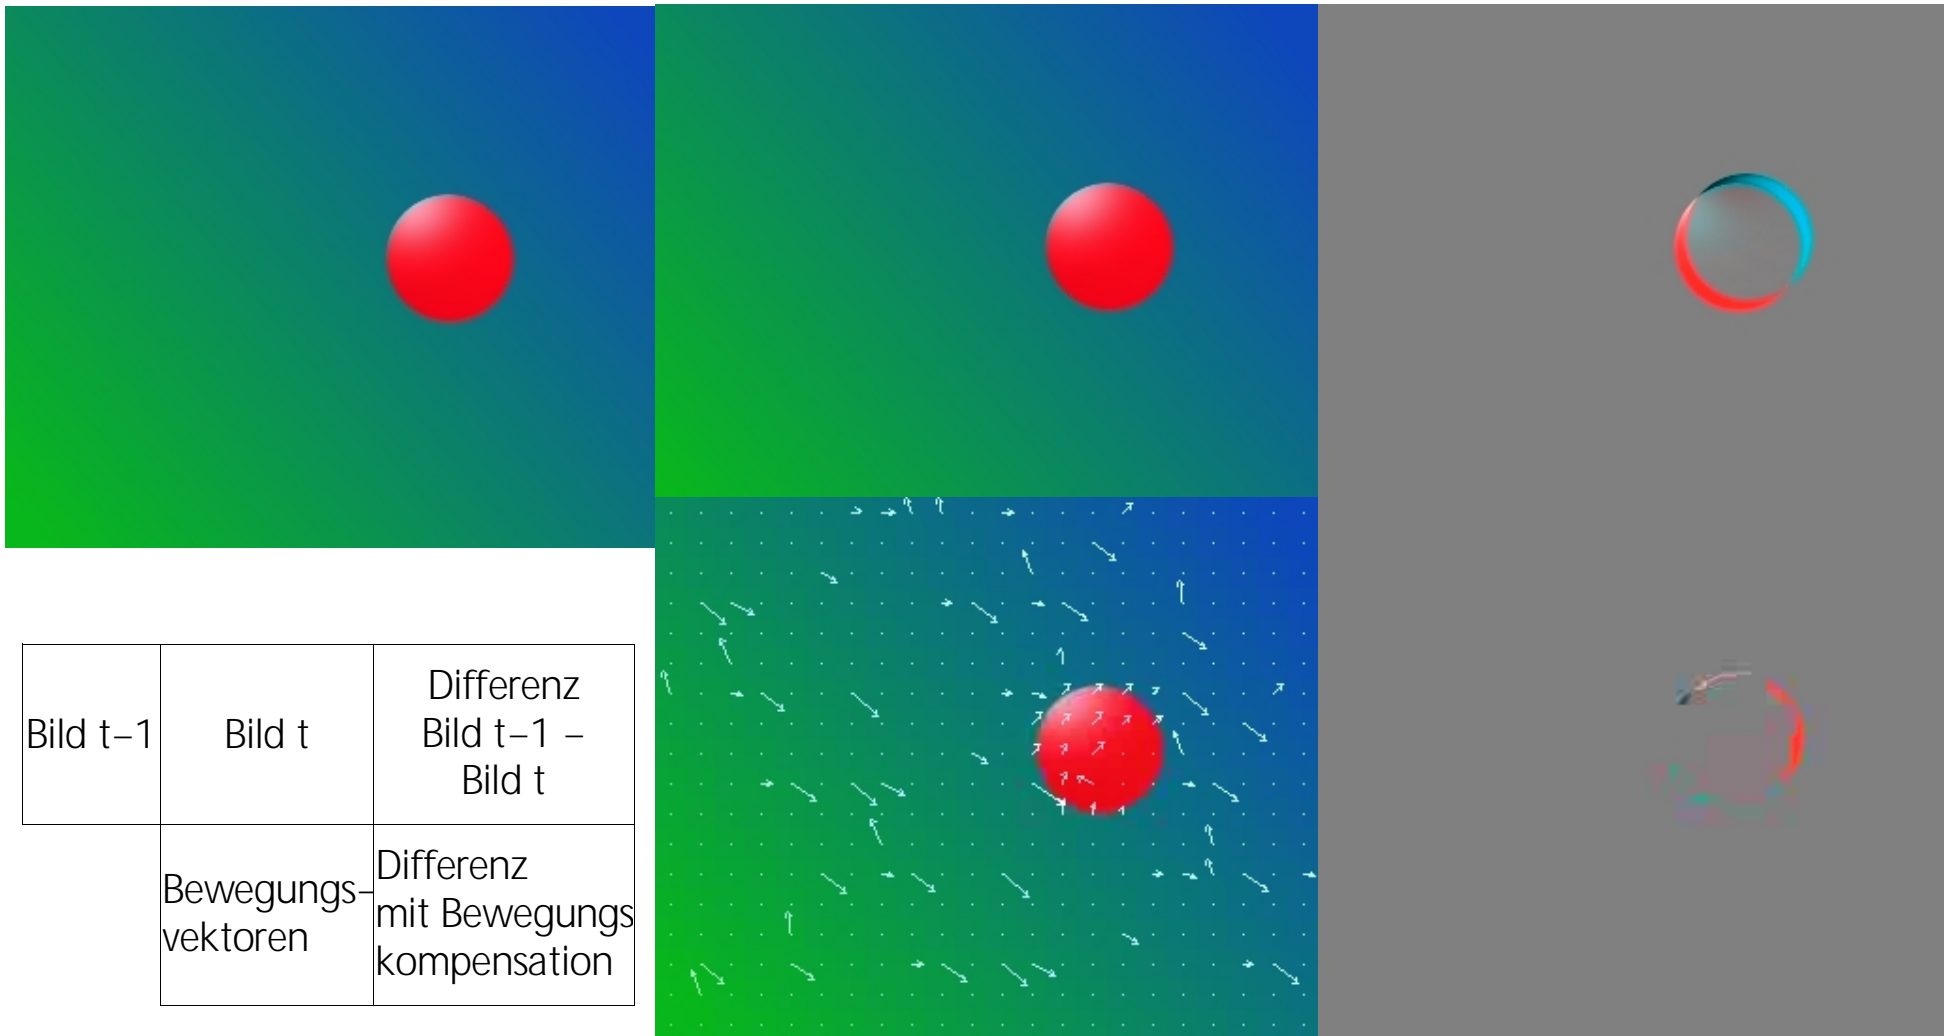 Bild t–1
Bild t
Differenz
Bild t–1 –
Bild t
Bewegungs–
vektoren
Differenz
mit Bewegungs
kompensation